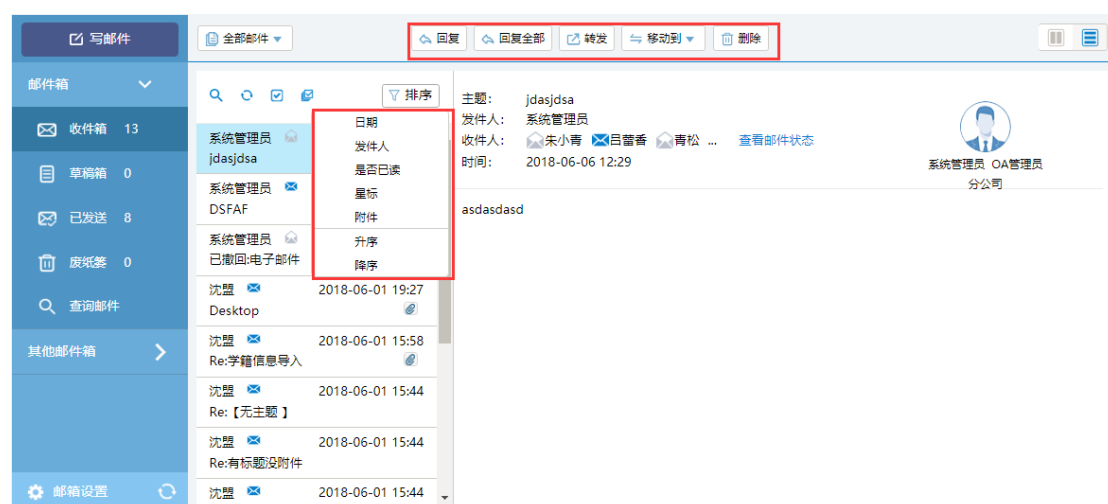 写邮件
全部邮件
回复
回复全部
转发
移动到
删除
邮件箱
收件箱 13
草稿箱 0
已发送 8
废纸篓 0
查询邮件
其他邮件箱
邮箱设置
排序
日期
发件人
是否已读
星标
附件
升序
降序
系统管理员
jdasjdsa
系统管理员
DSFAF
系统管理员
已撤回:电子邮件
沈盟 2018-06-01 19:27
Desktop
沈盟 2018-06-01 15:58
Re:学籍信息导入
沈盟 2018-06-01 15:44
Re:【无主题 】
沈盟 2018-06-01 15:44
Re:有标题没附件
沈盟 2018-06-01 15:44
主题: jdasjdsa
发件人: 系统管理员
收件人: 朱小青 吕蕾香 青松 ... 查看邮件状态
时间: 2018-06-06 12:29
系统管理员 OA管理员
分公司
asdasdasd